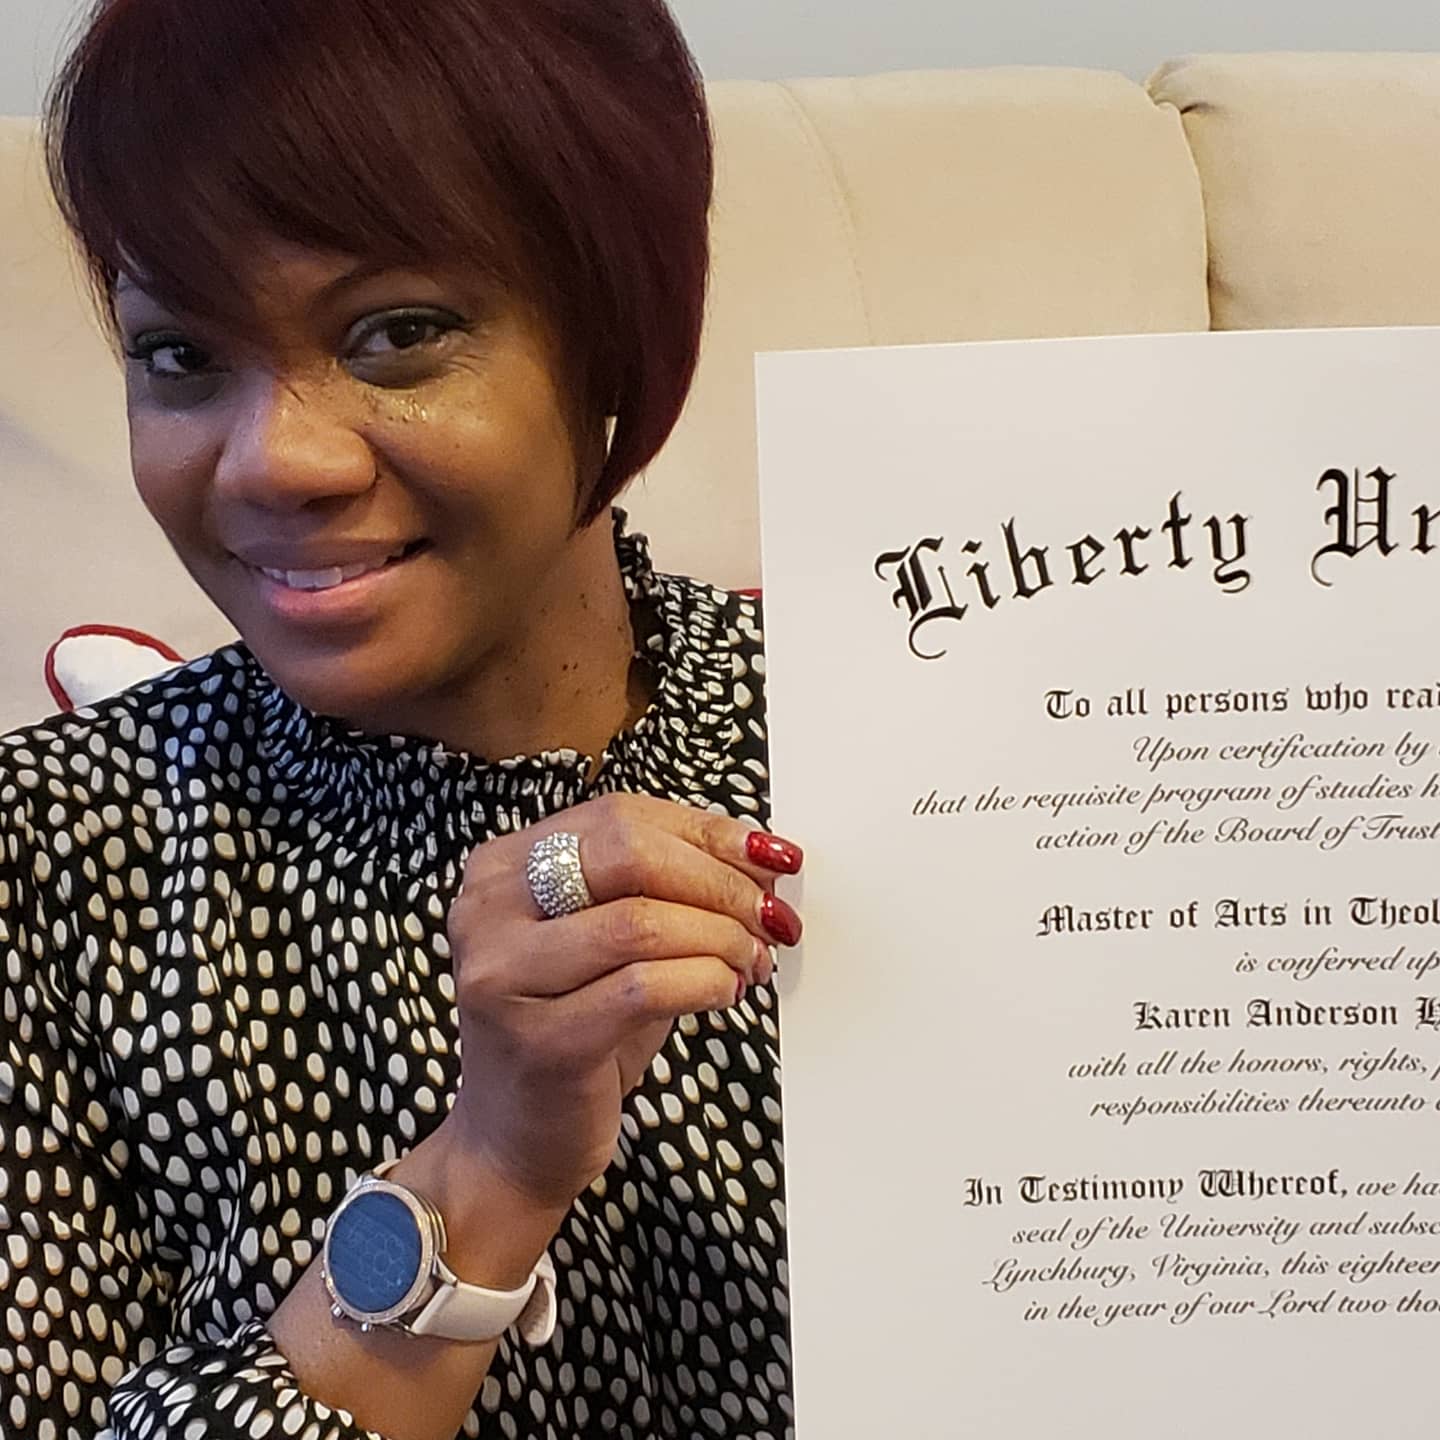 Liberty Un
To all persons who read
Upon certification by
that the requisite program of studies h
action of the Board of Trust
Master of Arts in Theol
is conferred up
Karen Anderson H
with all the honors, rights,
responsibilities thereunto
In Testimony Whereof, we ha
seal of the University and subsc
Lynchburg, Virginia, this eighteen
in the year of our Lord two tho